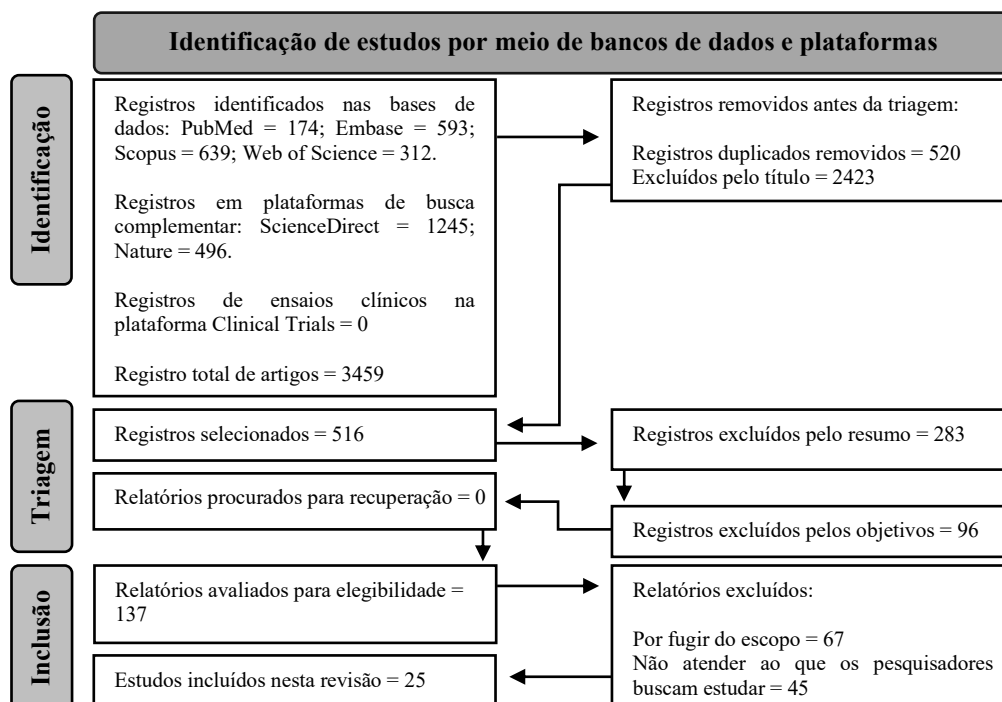 Identificação de estudos por meio de bancos de dados e plataformas
Identificação
Registros identificados nas bases de
dados: PubMed = 174; Embase = 593;
Scopus = 639; Web of Science = 312.
Registros em plataformas de busca
complementar: ScienceDirect = 1245;
Nature = 496.
Registros de ensaios clínicos na
plataforma Clinical Trials = 0
Registro total de artigos = 3459
Registros removidos antes da triagem:
Registros duplicados removidos = 520
Excluídos pelo título = 2423
Triagem
Registros selecionados = 516
Registros excluídos pelo resumo = 283
Relatórios procurados para recuperação = 0
Registros excluídos pelos objetivos = 96
Inclusão
Relatórios avaliados para elegibilidade =
137
Relatórios excluídos:
Por fugir do escopo = 67
Não atender ao que os pesquisadores
buscam estudar = 45
Estudos incluídos nesta revisão = 25